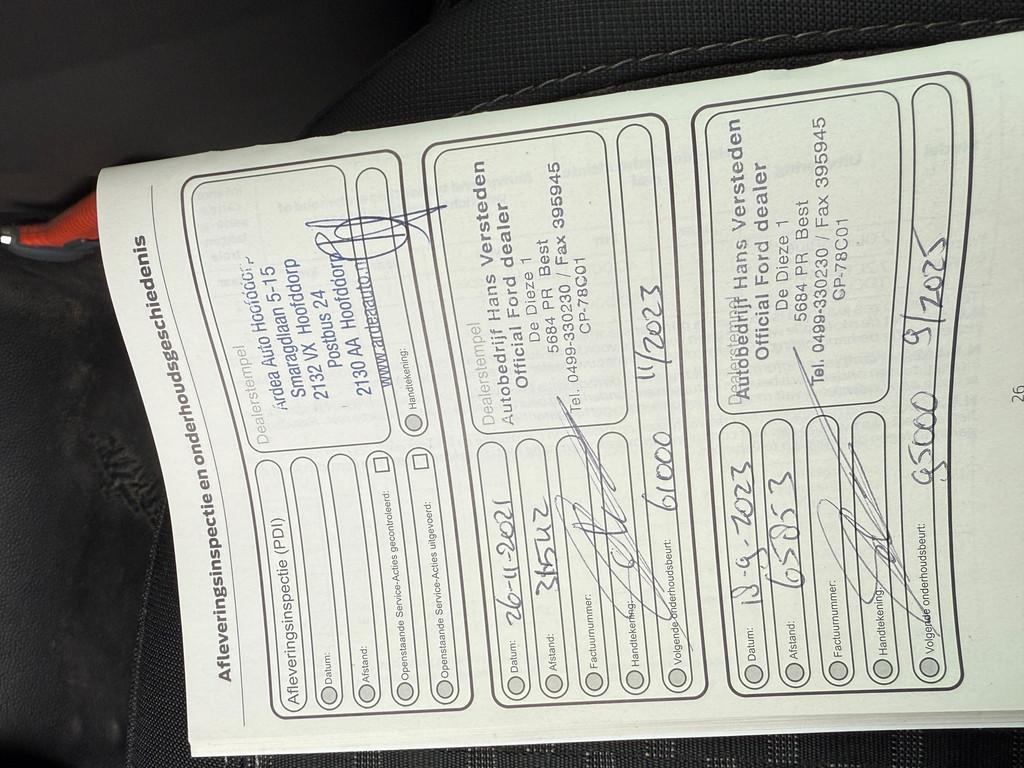 Afleveringsinspectie en onderhoudsgeschiedenis
Afleveringsinspectie (PDI)
Datum:
Afstand:
Openstaande Service-Acties gecontroleerd:
Openstaande Service-Acties uitgevoerd:
Dealerstempel
Ardea Auto Hoofddorp
Smaragdlaan 5-15
2132 VX Hoofddorp
Postbus 24
2130 AA Hoofddorp
www.ardeaauto.nl
Handtekening:
Datum: 26-11-2021
Afstand: 31542
Factuurnummer:
Handtekening:
Volgende onderhoudsbeurt: 61000 11/2023
Dealerstempel
Autobedrijf Hans Versteden
Official Ford dealer
De Dieze 1
5684 PR Best
Tel. 0499-330230 / Fax 395945
CP-78C01
Datum: 18-9-2023
Afstand: 65853
Factuurnummer:
Handtekening:
Volgende onderhoudsbeurt: 95000 9/2025
Dealerstempel
Autobedrijf Hans Versteden
Official Ford dealer
De Dieze 1
5684 PR Best
Tel. 0499-330230 / Fax 395945
CP-78C01
26